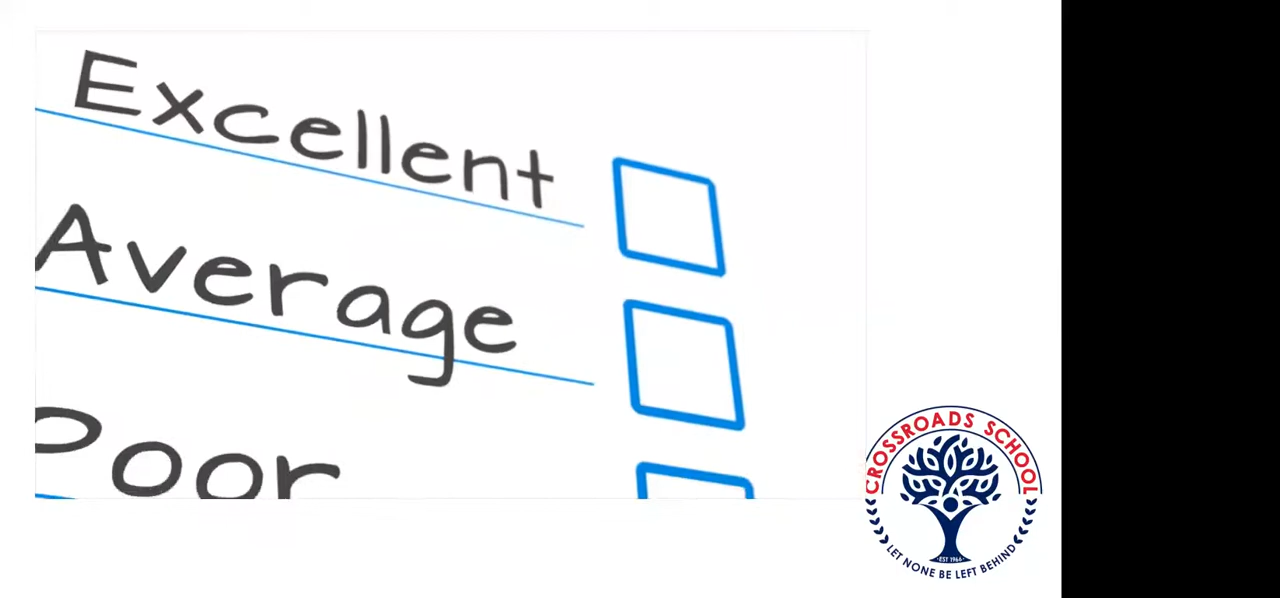 Excellent
Average
Poor
CROSSROADS SCHOOL
EST 1964
LET NONE BE LEFT BEHIND